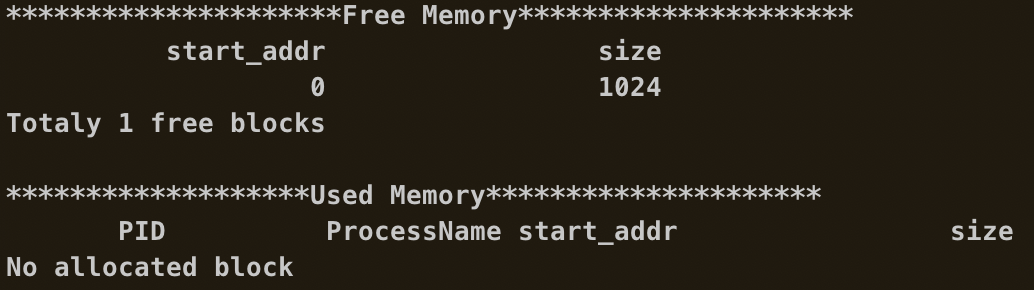 *********************Free Memory*********************
          start_addr                 size
                   0                 1024
Totaly 1 free blocks

*******************Used Memory*********************
       PID          ProcessName start_addr                 size
No allocated block